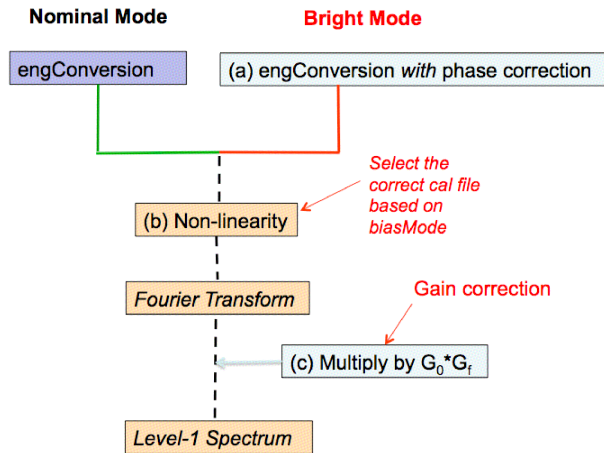 Nominal Mode
Bright Mode
engConversion
(a) engConversion with phase correction
Select the
correct cal file
based on
biasMode
(b) Non-linearity
Fourier Transform
Gain correction
(c) Multiply by G₀*G_f
Level-1 Spectrum